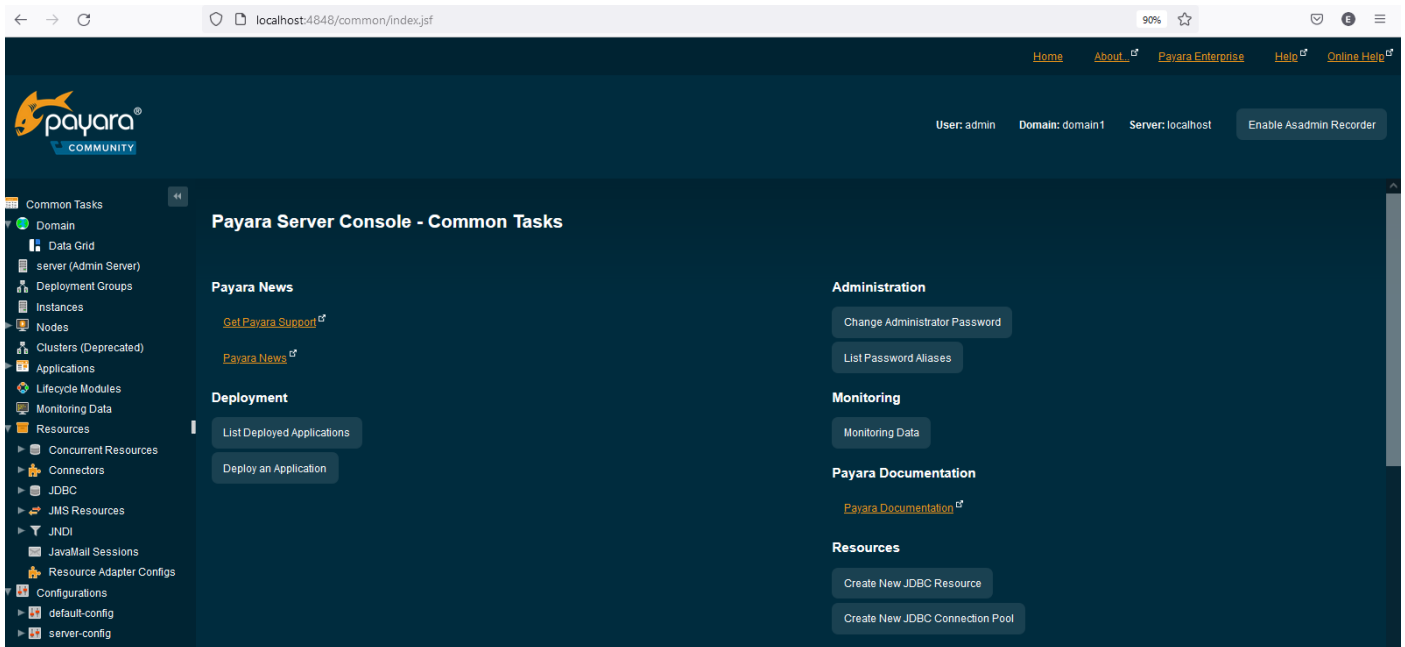 localhost:4848/common/index.jsf
90%
E
Home About... Payara Enterprise Help Online Help
payara®
COMMUNITY
User: admin Domain: domain1 Server: localhost Enable Asadmin Recorder
Common Tasks
Domain
Data Grid
server (Admin Server)
Deployment Groups
Instances
Nodes
Clusters (Deprecated)
Applications
Lifecycle Modules
Monitoring Data
Resources
Concurrent Resources
Connectors
JDBC
JMS Resources
JNDI
JavaMail Sessions
Resource Adapter Configs
Configurations
default-config
server-config
Payara Server Console - Common Tasks
Payara News
Get Payara Support
Payara News
Deployment
List Deployed Applications
Deploy an Application
Administration
Change Administrator Password
List Password Aliases
Monitoring
Monitoring Data
Payara Documentation
Payara Documentation
Resources
Create New JDBC Resource
Create New JDBC Connection Pool